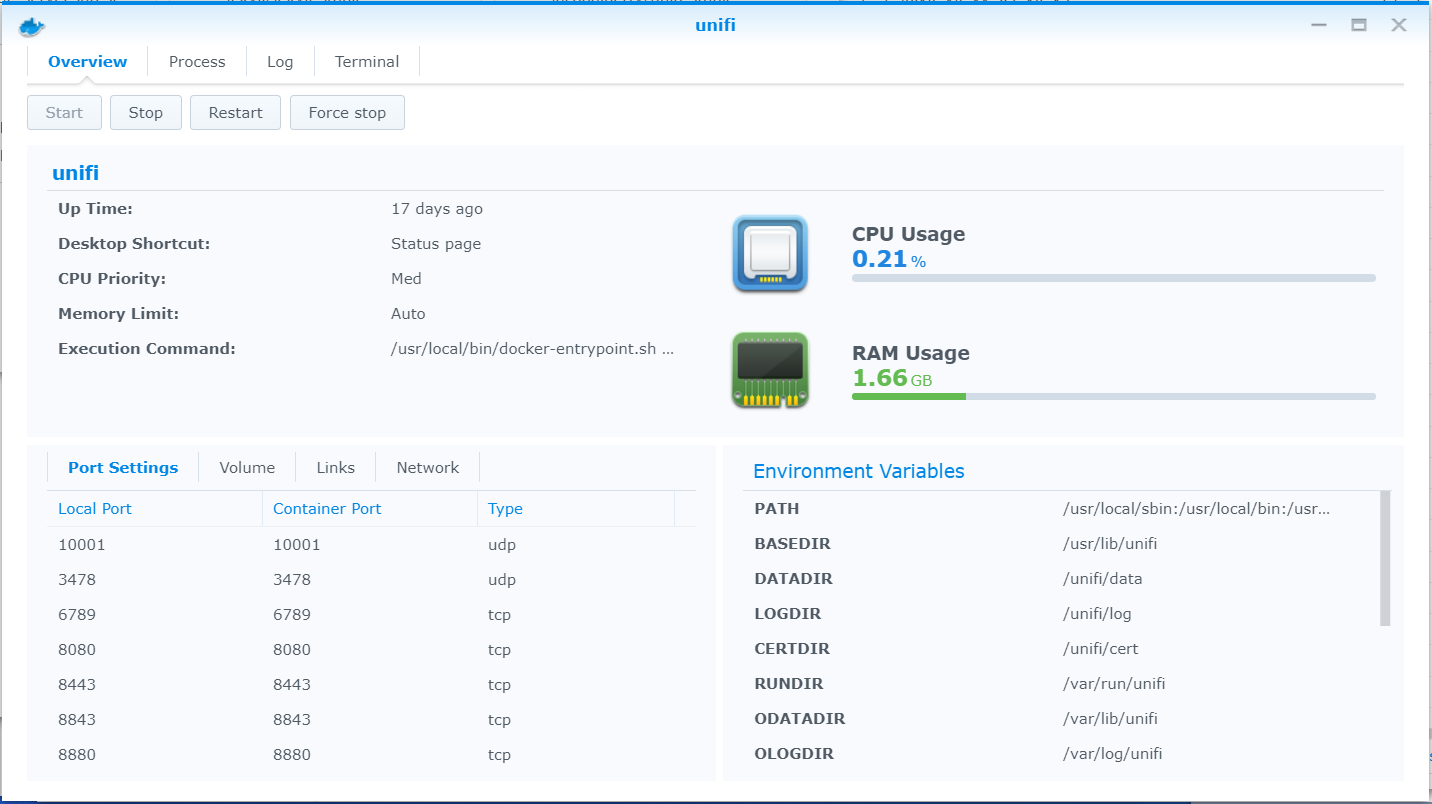 unifi
Overview Process Log Terminal
Start Stop Restart Force stop
unifi
Up Time: 17 days ago
Desktop Shortcut: Status page
CPU Priority: Med
Memory Limit: Auto
Execution Command: /usr/local/bin/docker-entrypoint.sh ...
CPU Usage
0.21 %
RAM Usage
1.66 GB
Port Settings Volume Links Network
Local Port Container Port Type
10001 10001 udp
3478 3478 udp
6789 6789 tcp
8080 8080 tcp
8443 8443 tcp
8843 8843 tcp
8880 8880 tcp
Environment Variables
PATH /usr/local/sbin:/usr/local/bin:/usr...
BASEDIR /usr/lib/unifi
DATADIR /unifi/data
LOGDIR /unifi/log
CERTDIR /unifi/cert
RUNDIR /var/run/unifi
ODATADIR /var/lib/unifi
OLOGDIR /var/log/unifi